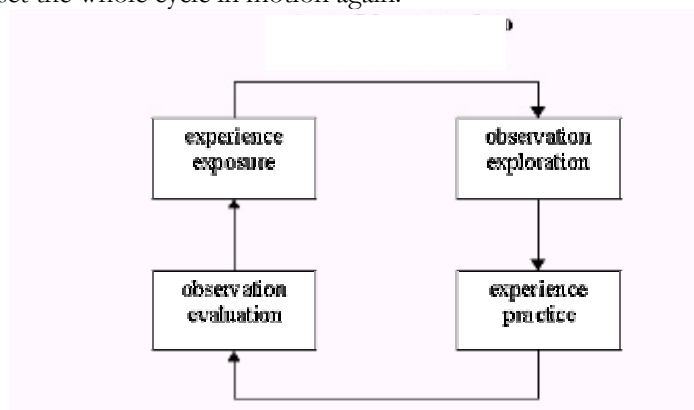 set the whole cycle in motion again.
experience
exposure
observation
exploration
observation
evaluation
experience
practice